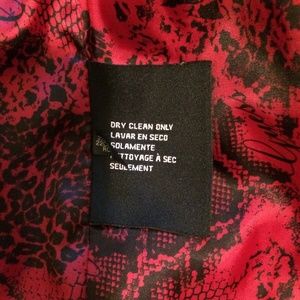 DRY CLEAN ONLY
LAVAR EN SECO
SOLAMENTE
NETTOYAGE À SEC
SEULEMENT